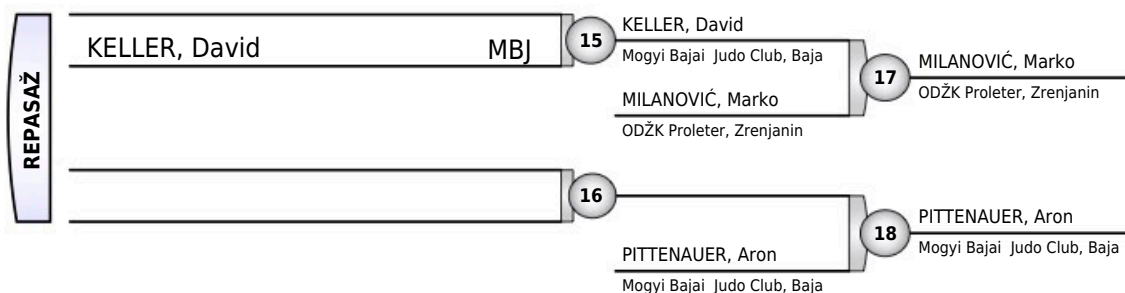 REPASAŽ
KELLER, David MBJ
15
KELLER, David
Mogyi Bajai Judo Club, Baja
MILANOVIĆ, Marko
ODŽK Proleter, Zrenjanin
17
MILANOVIĆ, Marko
ODŽK Proleter, Zrenjanin
16
PITTENAUER, Aron
Mogyi Bajai Judo Club, Baja
18
PITTENAUER, Aron
Mogyi Bajai Judo Club, Baja